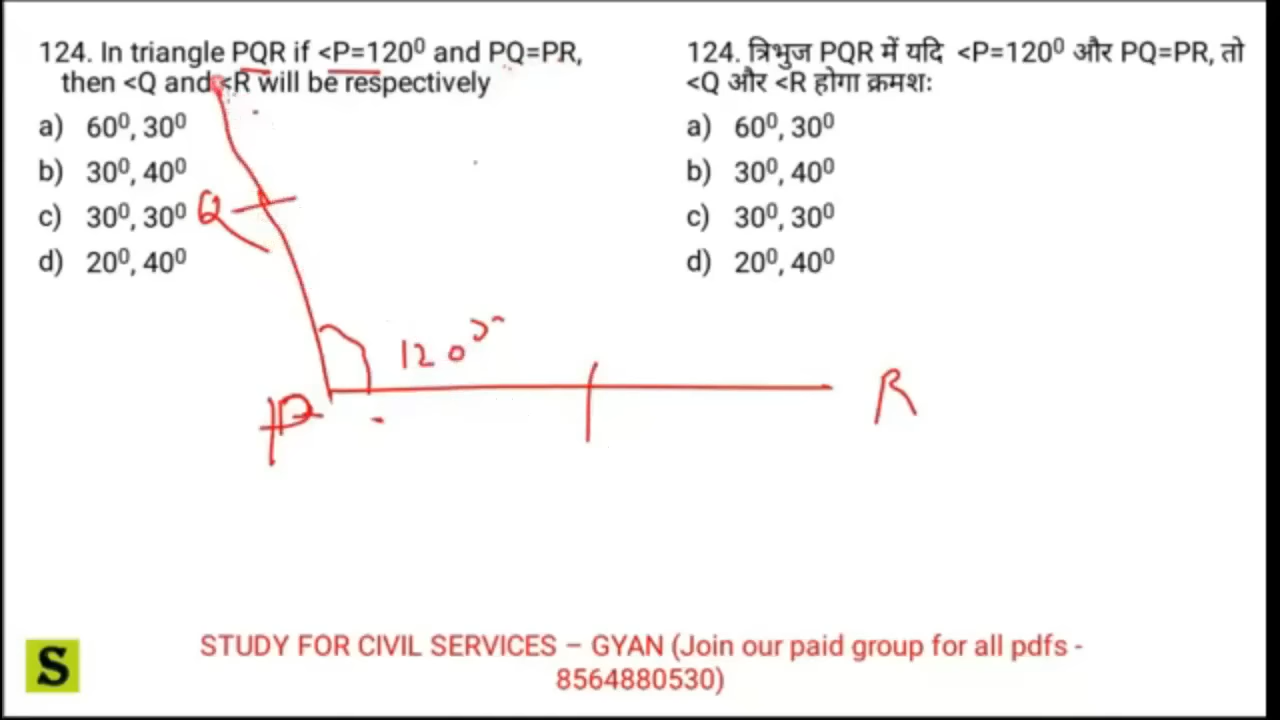 124. In triangle PQR if <P=120⁰ and PQ=PR,
then <Q and <R will be respectively
a) 60⁰, 30⁰
b) 30⁰, 40⁰
c) 30⁰, 30⁰
d) 20⁰, 40⁰
124. त्रिभुज PQR में यदि <P=120⁰ और PQ=PR, तो
<Q और <R होगा क्रमशः
a) 60⁰, 30⁰
b) 30⁰, 40⁰
c) 30⁰, 30⁰
d) 20⁰, 40⁰
Q
120
P
R
S
STUDY FOR CIVIL SERVICES – GYAN (Join our paid group for all pdfs -
8564880530)